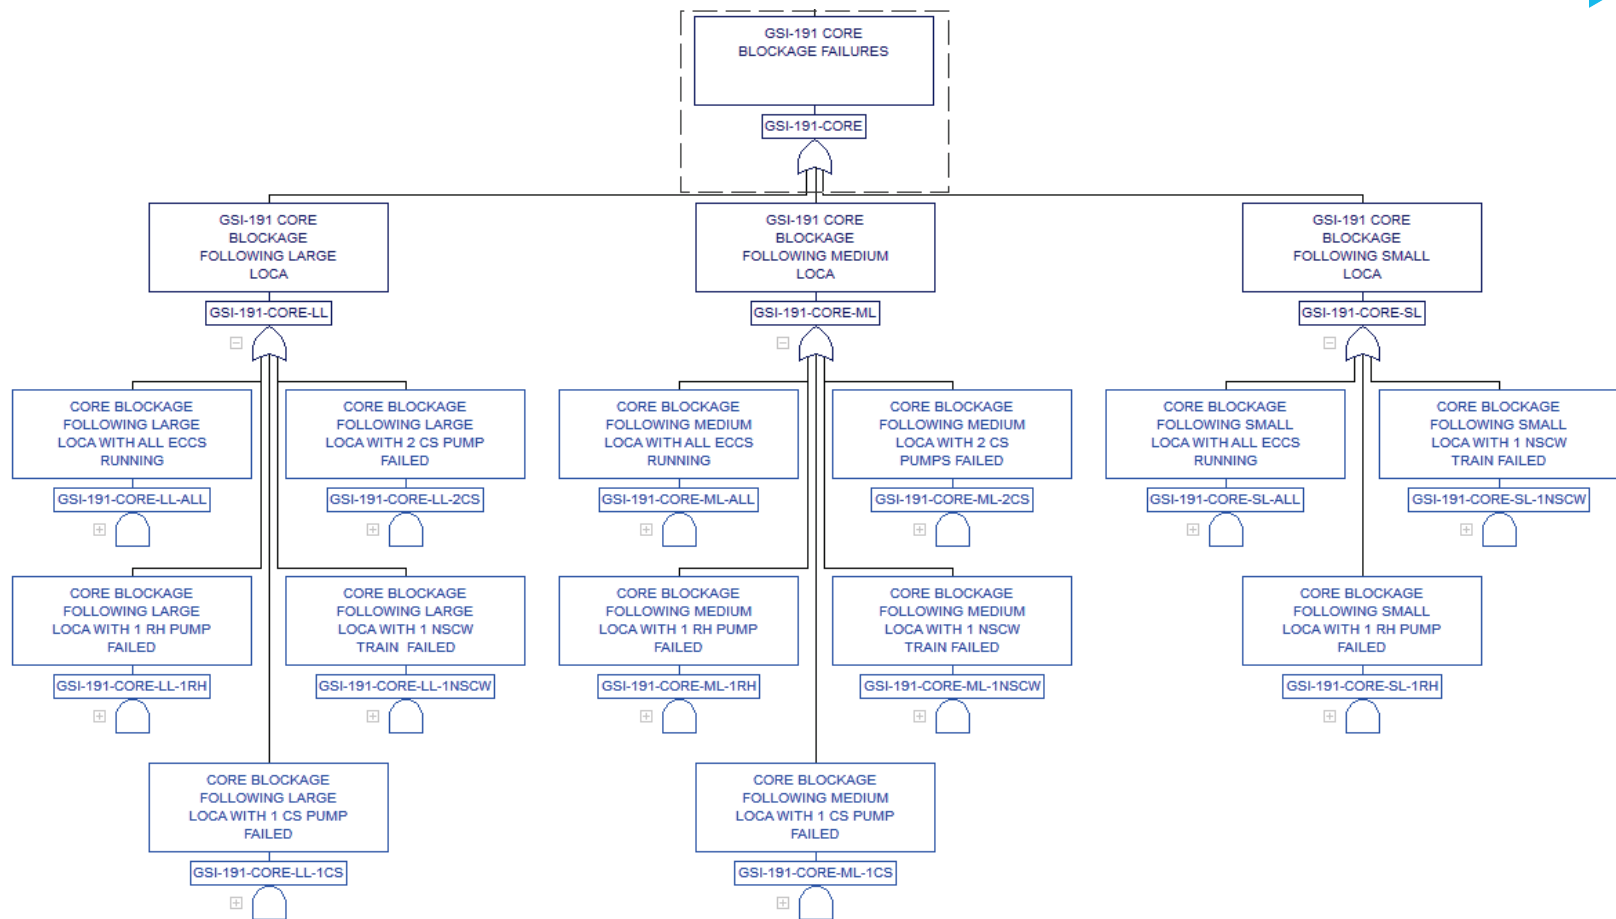 GSI-191 CORE
BLOCKAGE FAILURES
GSI-191-CORE
GSI-191 CORE
BLOCKAGE
FOLLOWING LARGE
LOCA
GSI-191-CORE-LL
GSI-191 CORE
BLOCKAGE
FOLLOWING MEDIUM
LOCA
GSI-191-CORE-ML
GSI-191 CORE
BLOCKAGE
FOLLOWING SMALL
LOCA
GSI-191-CORE-SL
CORE BLOCKAGE
FOLLOWING LARGE
LOCA WITH ALL ECCS
RUNNING
GSI-191-CORE-LL-ALL
CORE BLOCKAGE
FOLLOWING LARGE
LOCA WITH 2 CS PUMP
FAILED
GSI-191-CORE-LL-2CS
CORE BLOCKAGE
FOLLOWING MEDIUM
LOCA WITH ALL ECCS
RUNNING
GSI-191-CORE-ML-ALL
CORE BLOCKAGE
FOLLOWING MEDIUM
LOCA WITH 2 CS
PUMPS FAILED
GSI-191-CORE-ML-2CS
CORE BLOCKAGE
FOLLOWING SMALL
LOCA WITH ALL ECCS
RUNNING
GSI-191-CORE-SL-ALL
CORE BLOCKAGE
FOLLOWING SMALL
LOCA WITH 1 NSCW
TRAIN FAILED
GSI-191-CORE-SL-1NSCW
CORE BLOCKAGE
FOLLOWING LARGE
LOCA WITH 1 RH PUMP
FAILED
GSI-191-CORE-LL-1RH
CORE BLOCKAGE
FOLLOWING LARGE
LOCA WITH 1 NSCW
TRAIN FAILED
GSI-191-CORE-LL-1NSCW
CORE BLOCKAGE
FOLLOWING MEDIUM
LOCA WITH 1 RH PUMP
FAILED
GSI-191-CORE-ML-1RH
CORE BLOCKAGE
FOLLOWING MEDIUM
LOCA WITH 1 NSCW
TRAIN FAILED
GSI-191-CORE-ML-1NSCW
CORE BLOCKAGE
FOLLOWING SMALL
LOCA WITH 1 RH PUMP
FAILED
GSI-191-CORE-SL-1RH
CORE BLOCKAGE
FOLLOWING LARGE
LOCA WITH 1 CS PUMP
FAILED
GSI-191-CORE-LL-1CS
CORE BLOCKAGE
FOLLOWING MEDIUM
LOCA WITH 1 CS PUMP
FAILED
GSI-191-CORE-ML-1CS